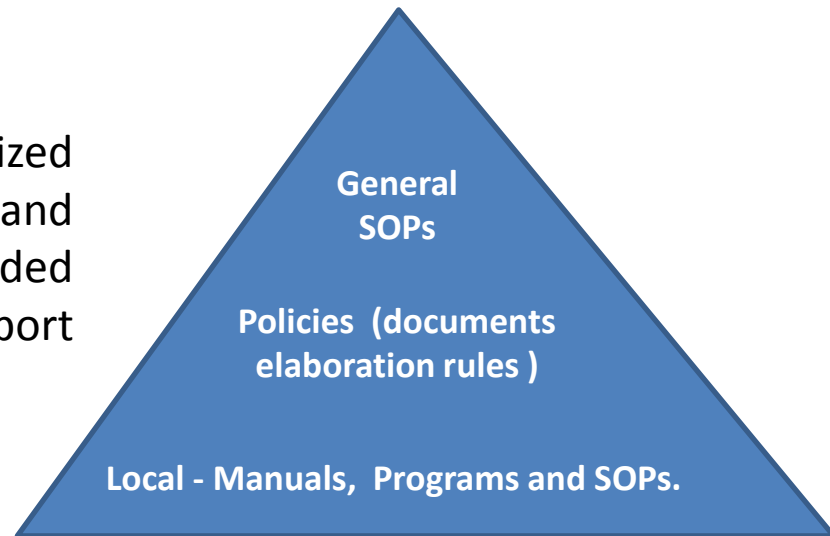 ized
and
ded
port
General
SOPs
Policies (documents
elaboration rules )
Local - Manuals, Programs and SOPs.